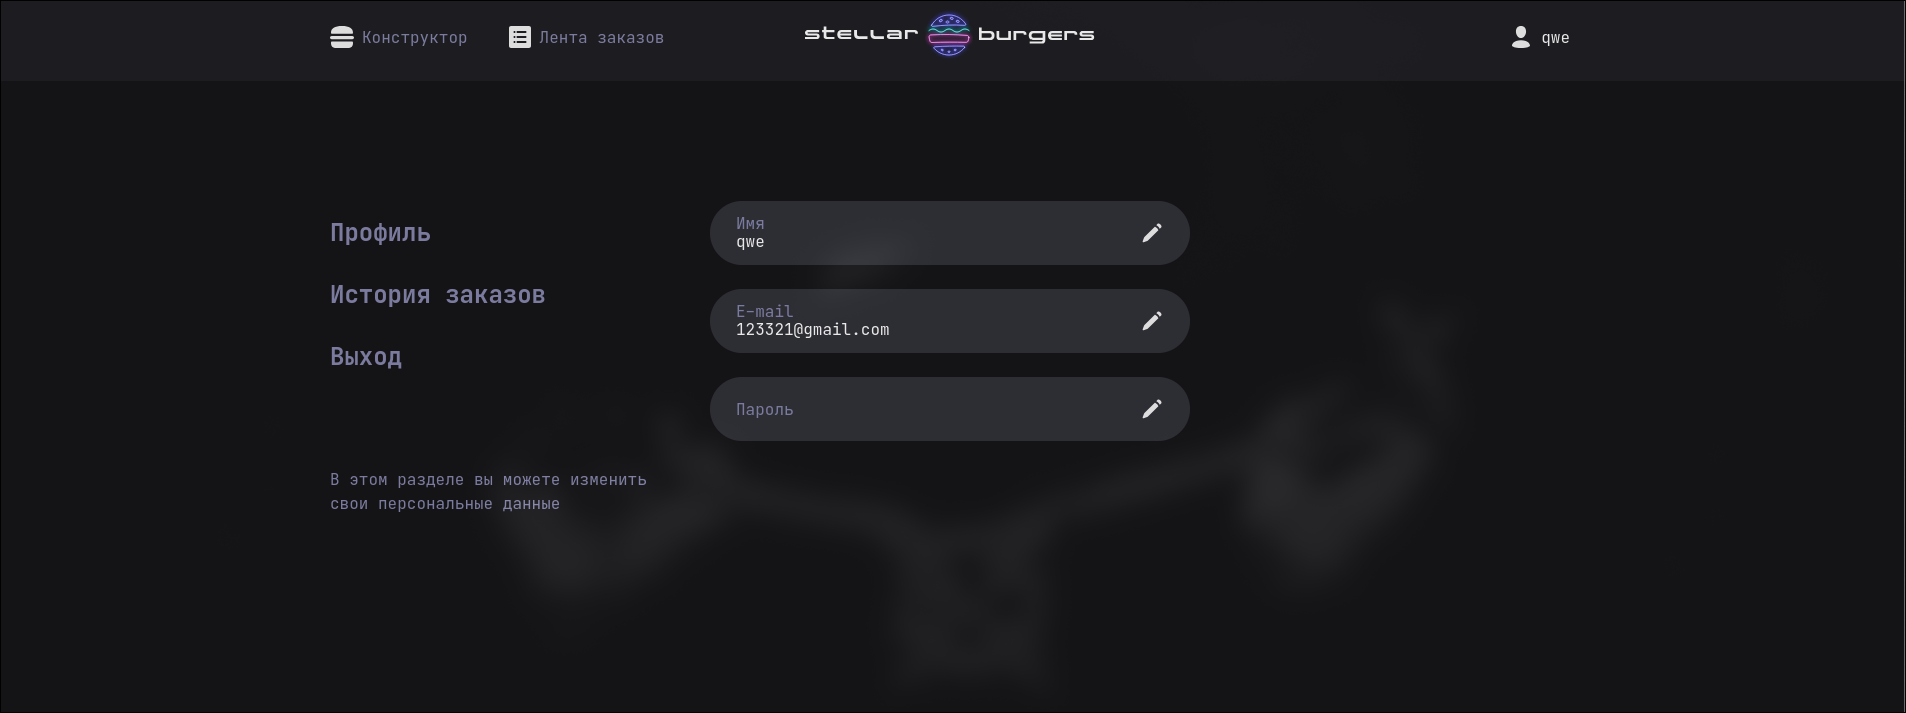 Конструктор
Лента заказов
stellar burgers
qwe
Профиль
История заказов
Выход
В этом разделе вы можете изменить
свои персональные данные
Имя
qwe
E-mail
123321@gmail.com
Пароль